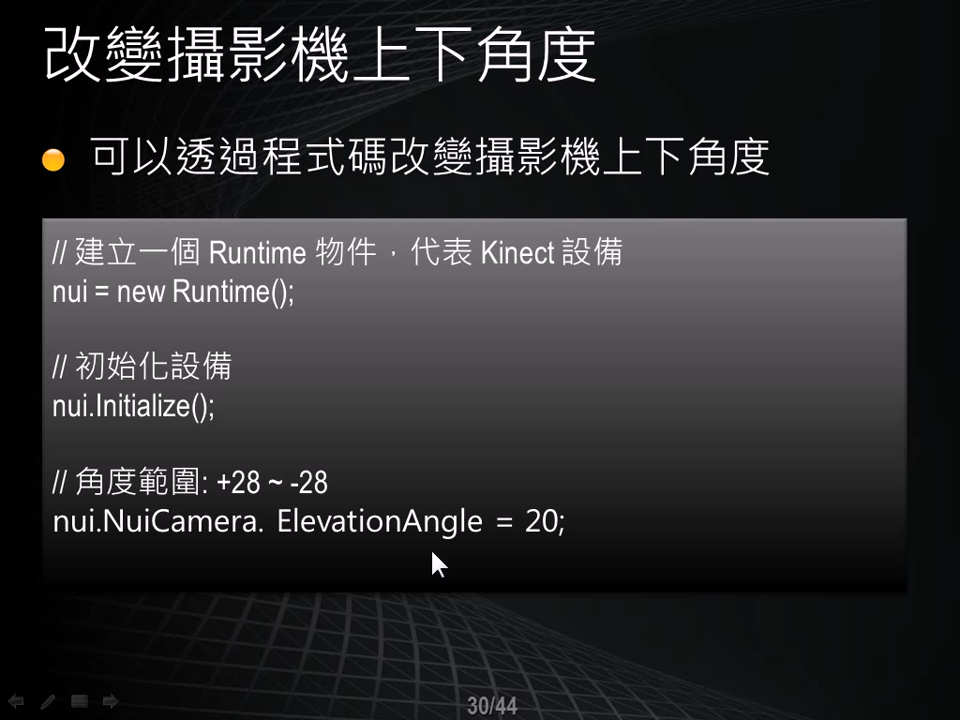 改變攝影機上下角度
可以透過程式碼改變攝影機上下角度
// 建立一個 Runtime 物件，代表 Kinect 設備
nui = new Runtime();
// 初始化設備
nui.Initialize();
// 角度範圍: +28 ~ -28
nui.NuiCamera. ElevationAngle = 20;
30/44